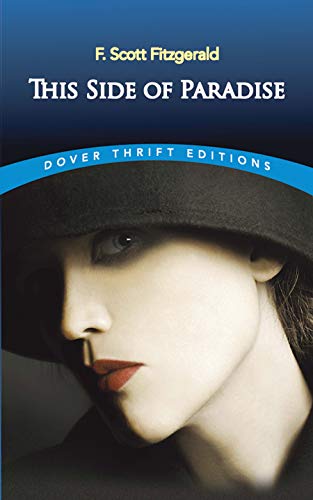 F. Scott Fitzgerald
This Side of Paradise
DOVER THRIFT EDITIONS